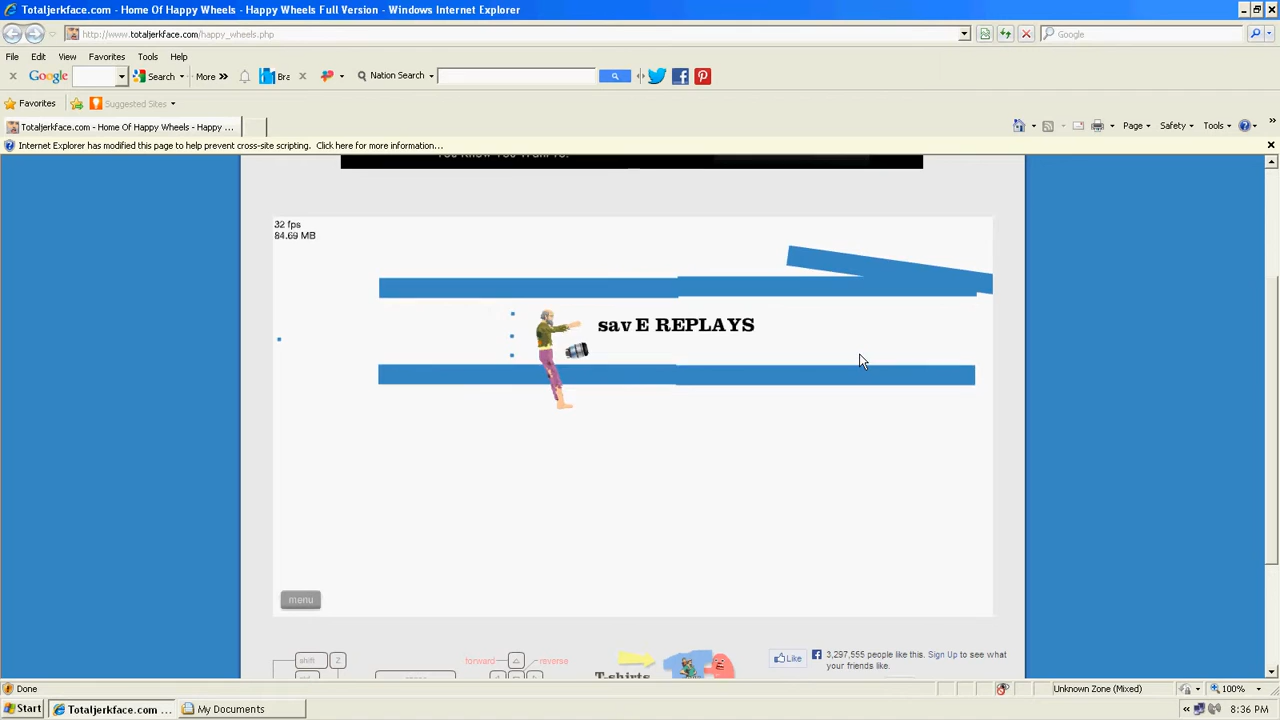 Totaljerkface.com - Home Of Happy Wheels - Happy Wheels Full Version - Windows Internet Explorer
http://www.totaljerkface.com/happy_wheels.php
Google
File Edit View Favorites Tools Help
Google Search More » Bra Nation Search
Favorites Suggested Sites
Totaljerkface.com - Home Of Happy Wheels - Happy ...
Page Safety Tools
Internet Explorer has modified this page to help prevent cross-site scripting. Click here for more information...
32 fps
84.69 MB
sav E REPLAYS
menu
shift Z
forward reverse
T-shirts
Like 3,297,555 people like this. Sign Up to see what
your friends like.
Done Unknown Zone (Mixed) 100%
Start Totaljerkface.com ... My Documents 8:36 PM